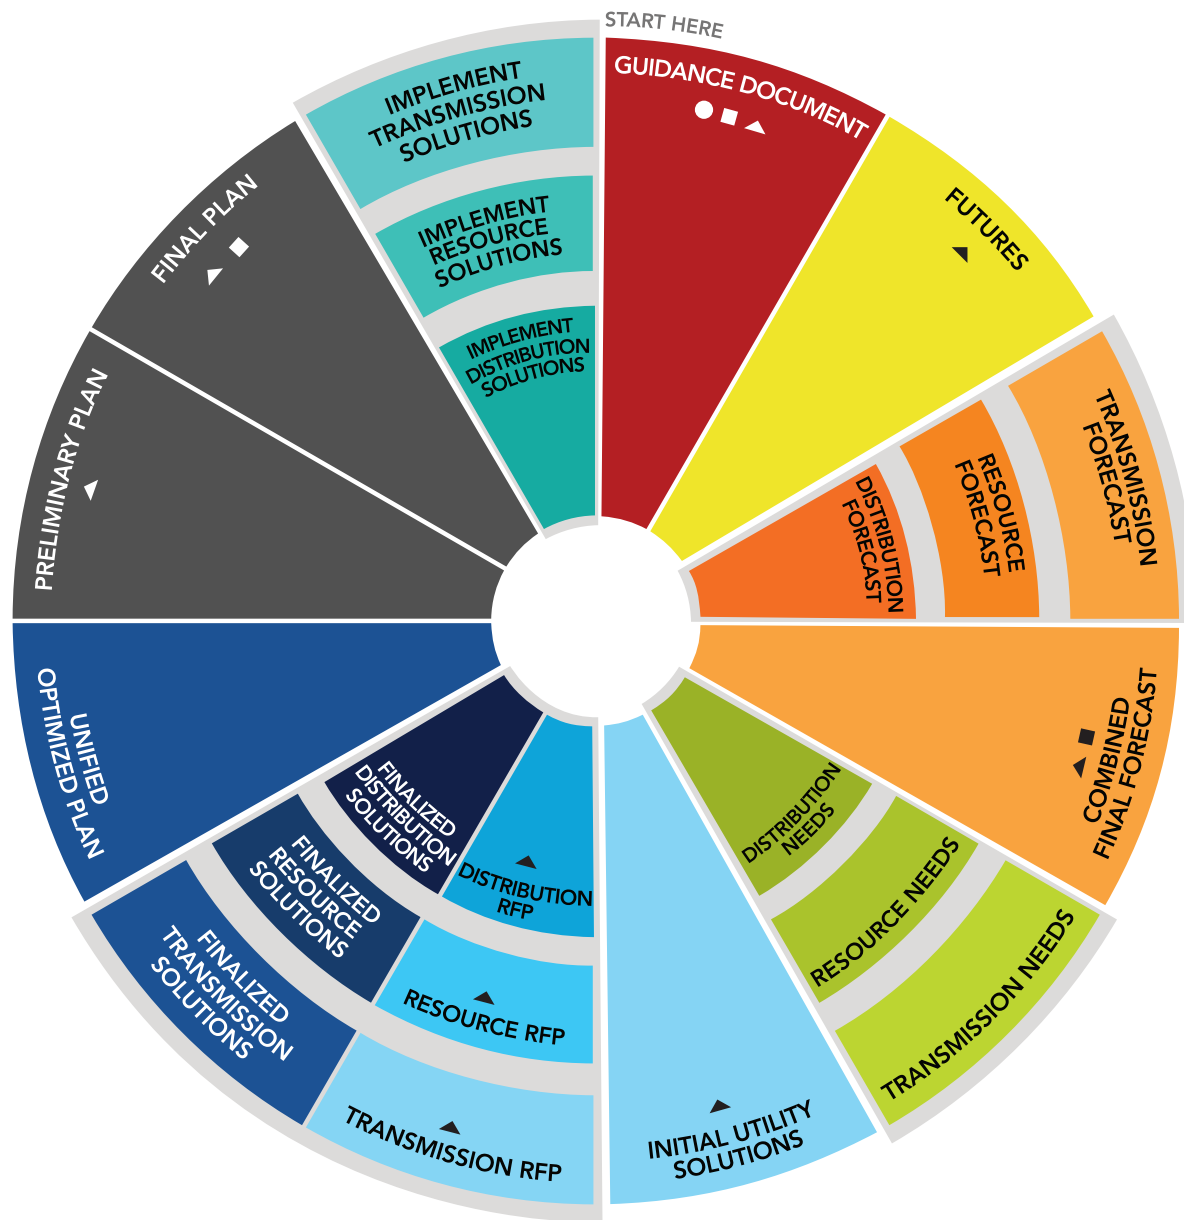 START HERE
GUIDANCE DOCUMENT
FUTURES
TRANSMISSION
FORECAST
RESOURCE
FORECAST
DISTRIBUTION
FORECAST
COMBINED
FINAL FORECAST
DISTRIBUTION
NEEDS
RESOURCE NEEDS
TRANSMISSION NEEDS
INITIAL UTILITY
SOLUTIONS
DISTRIBUTION
RFP
RESOURCE RFP
TRANSMISSION RFP
FINALIZED
DISTRIBUTION
SOLUTIONS
FINALIZED
RESOURCE
SOLUTIONS
FINALIZED
TRANSMISSION
SOLUTIONS
UNIFIED
OPTIMIZED PLAN
PRELIMINARY PLAN
FINAL PLAN
IMPLEMENT
TRANSMISSION
SOLUTIONS
IMPLEMENT
RESOURCE
SOLUTIONS
IMPLEMENT
DISTRIBUTION
SOLUTIONS